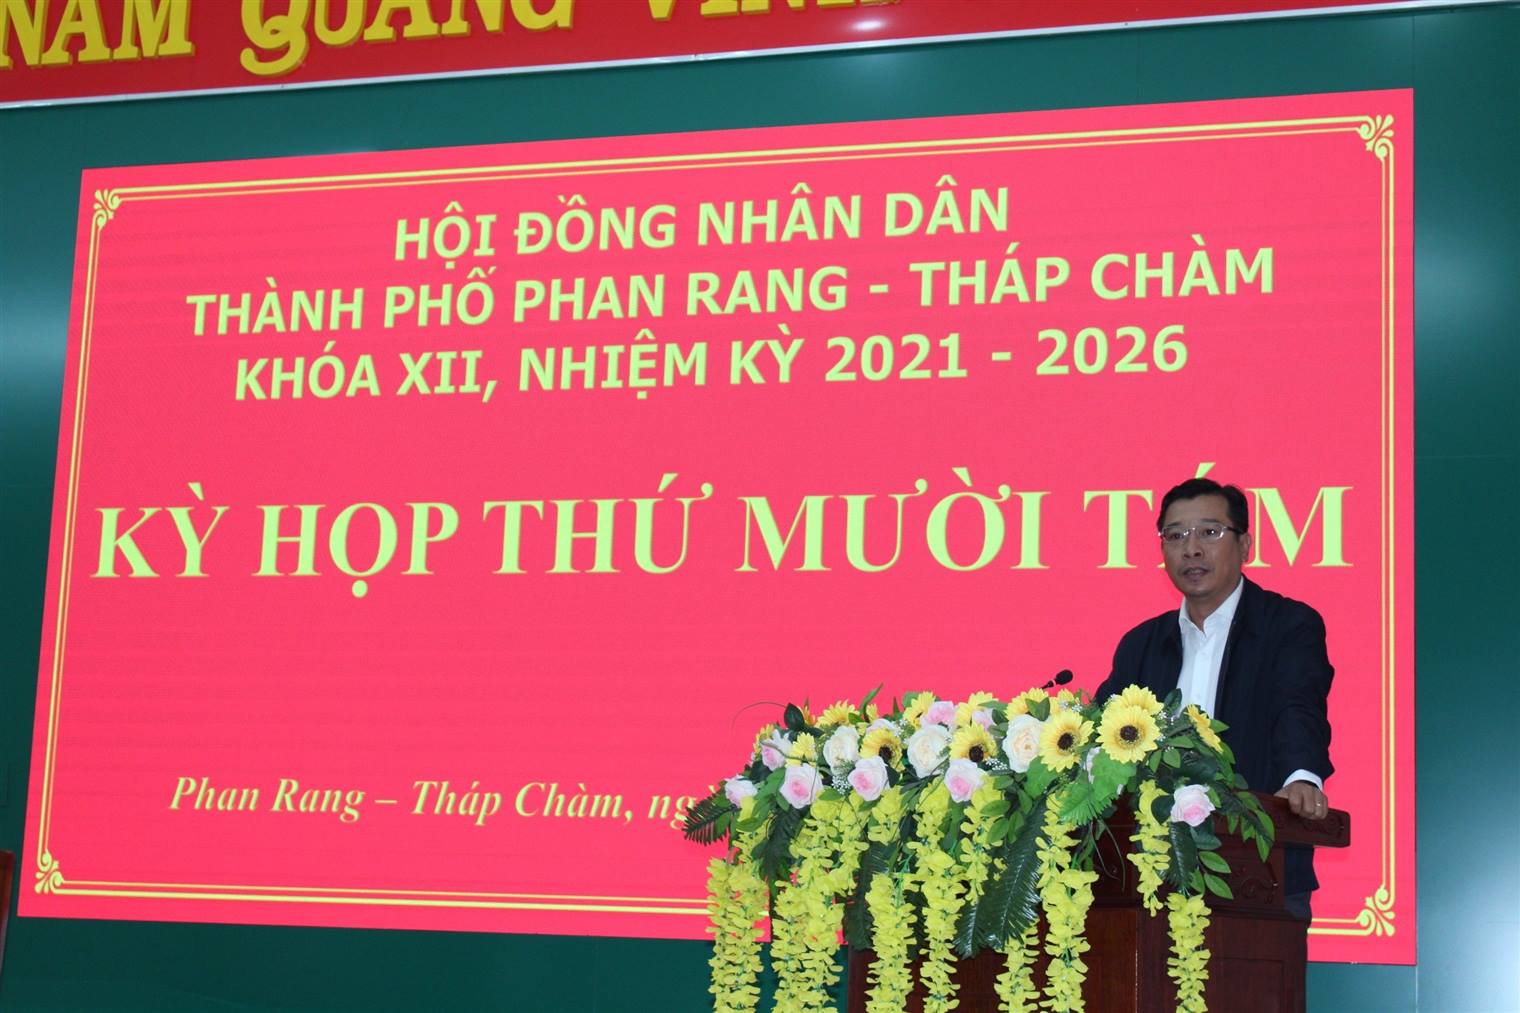 NAM QUANG VINH
HỘI ĐỒNG NHÂN DÂN
THÀNH PHỐ PHAN RANG - THÁP CHÀM
KHÓA XII, NHIỆM KỲ 2021 - 2026
KỲ HỌP THỨ MƯỜI TÁM
Phan Rang – Tháp Chàm,